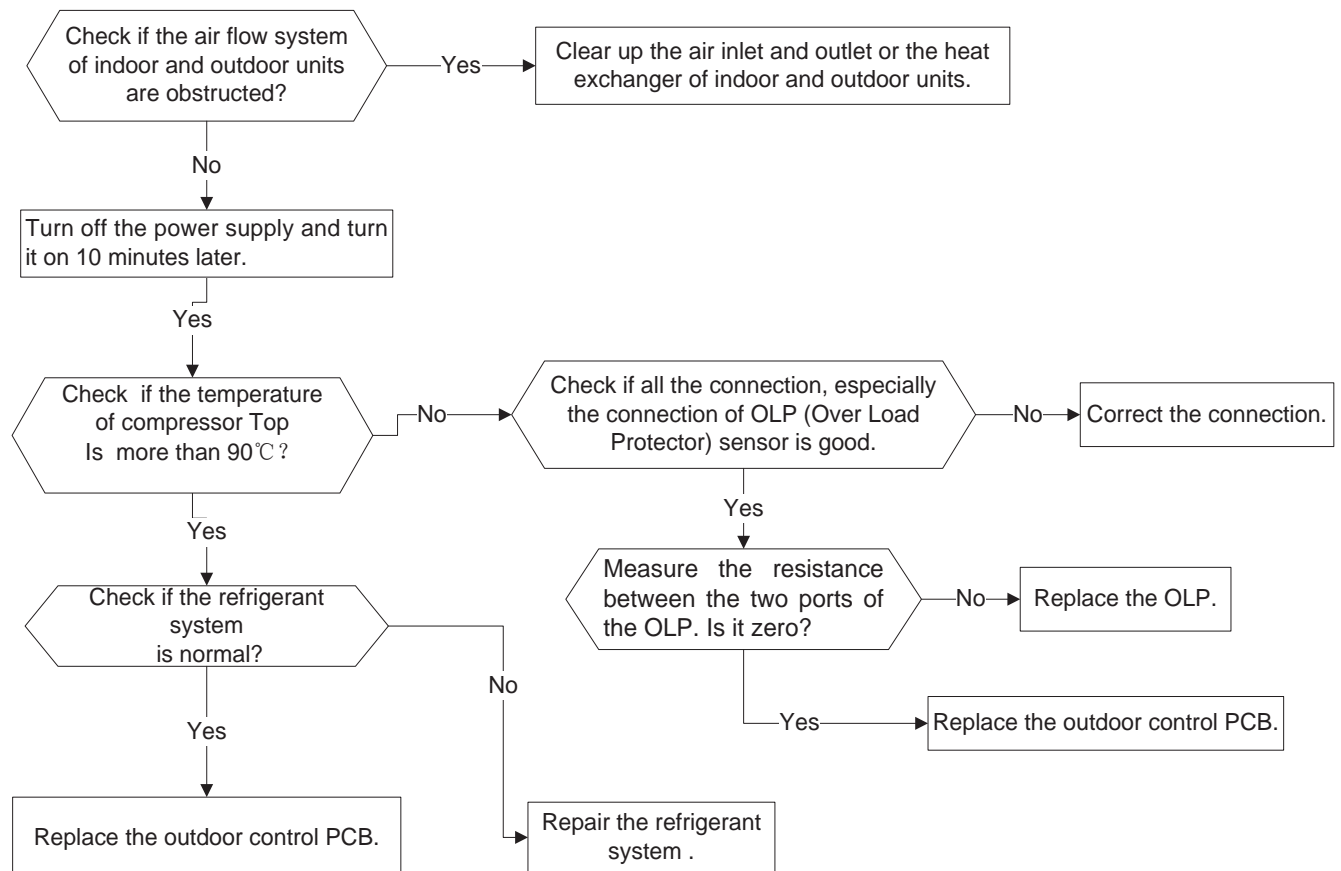 Check if the air flow system
of indoor and outdoor units
are obstructed?
Yes
Clear up the air inlet and outlet or the heat
exchanger of indoor and outdoor units.
No
Turn off the power supply and turn
it on 10 minutes later.
Yes
Check if the temperature
of compressor Top
Is more than 90℃?
No
Check if all the connection, especially
the connection of OLP (Over Load
Protector) sensor is good.
No
Correct the connection.
Yes
Yes
Measure the resistance
between the two ports of
the OLP. Is it zero?
No
Replace the OLP.
Check if the refrigerant
system
is normal?
No
Yes
Yes
Replace the outdoor control PCB.
Replace the outdoor control PCB.
Repair the refrigerant
system .